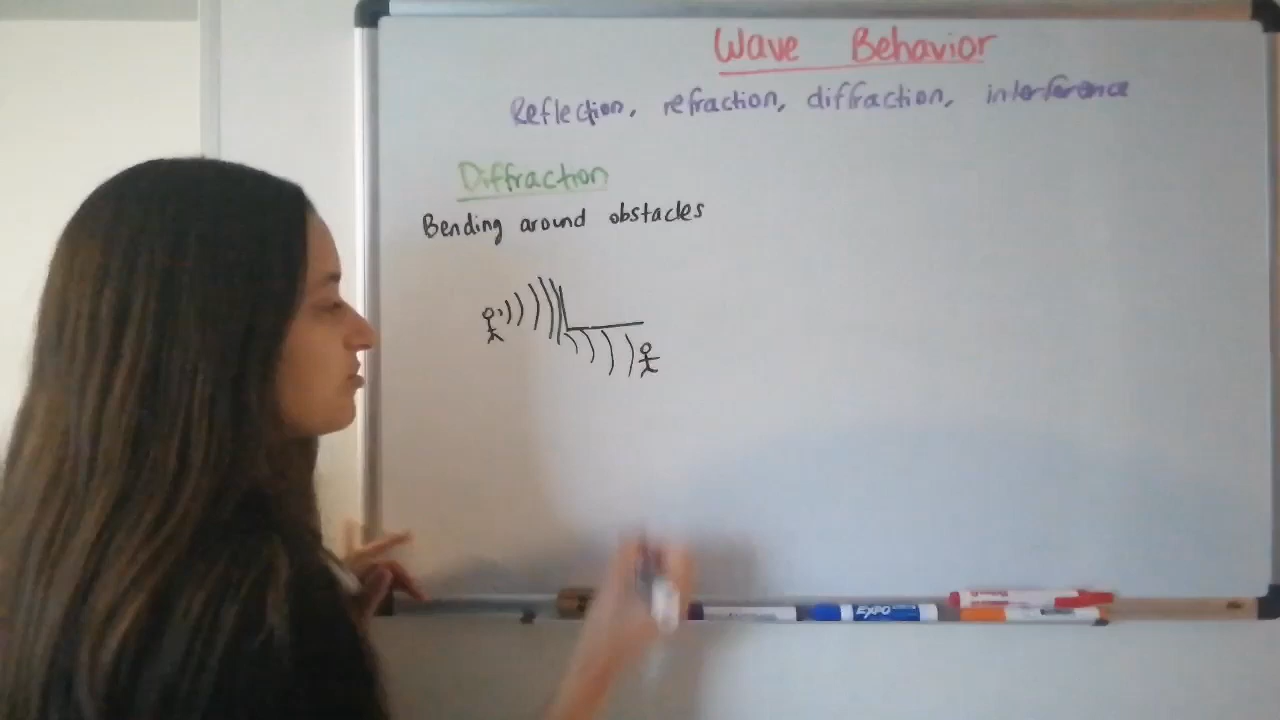 Wave Behavior
Reflection, refraction, diffraction, interference
Diffraction
Bending around obstacles
EXPO